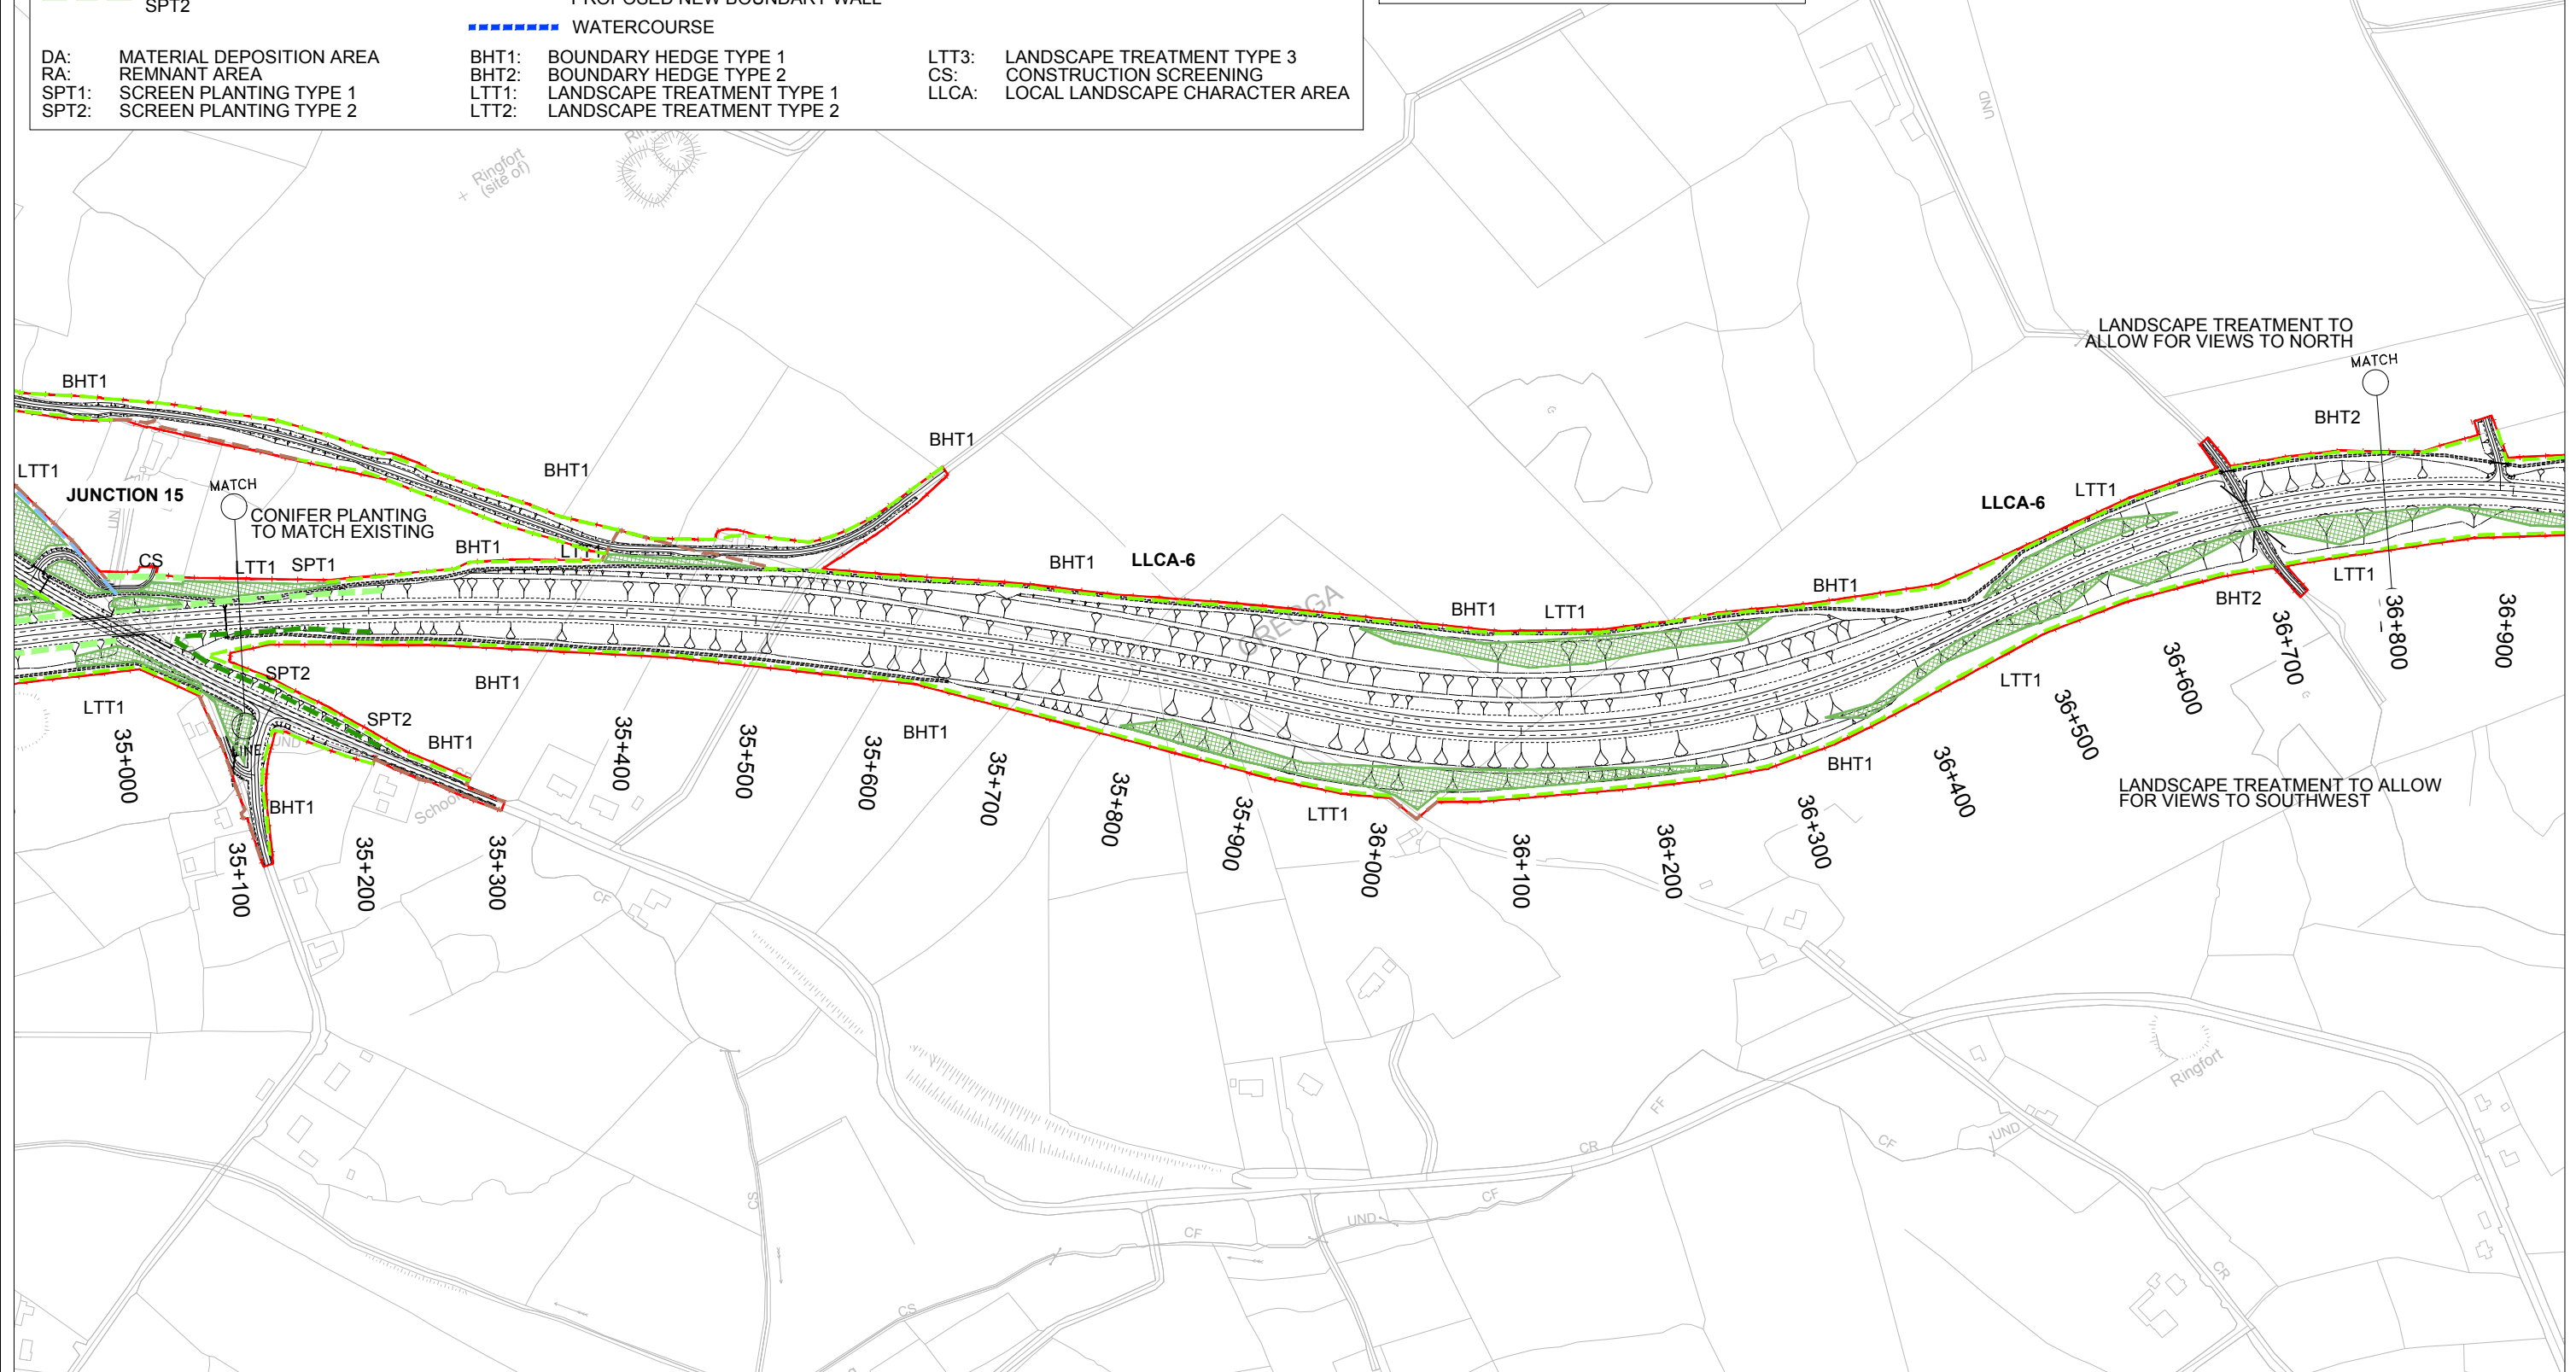 SPT2
PROPOSED NEW BOUNDARY WALL
WATERCOURSE
DA: MATERIAL DEPOSITION AREA
RA: REMNANT AREA
SPT1: SCREEN PLANTING TYPE 1
SPT2: SCREEN PLANTING TYPE 2
BHT1: BOUNDARY HEDGE TYPE 1
BHT2: BOUNDARY HEDGE TYPE 2
LTT1: LANDSCAPE TREATMENT TYPE 1
LTT2: LANDSCAPE TREATMENT TYPE 2
LTT3: LANDSCAPE TREATMENT TYPE 3
CS: CONSTRUCTION SCREENING
LLCA: LOCAL LANDSCAPE CHARACTER AREA
UND
Ringfort
(site of)
LANDSCAPE TREATMENT TO
ALLOW FOR VIEWS TO NORTH
MATCH
BHT1
BHT2
G
BHT1
BHT1
LTT1
JUNCTION 15
MATCH
LTT1
LLCA-6
CONIFER PLANTING
TO MATCH EXISTING
BHT1
LTT1
CS
LTT1
SPT1
BHT1
LLCA-6
BHT1
BHT1
LTT1
LTT1
BHT2
SPT2
BHT1
LTT1
SPT2
LTT1
BHT1
UND
LINE
BHT1
BHT1
BHT1
LTT1
G
LANDSCAPE TREATMENT TO ALLOW
FOR VIEWS TO SOUTHWEST
35+000
35+100
35+200
35+300
35+400
35+500
35+600
35+700
35+800
35+900
36+000
36+100
36+200
36+300
36+400
36+500
36+600
36+700
36+800
36+900
CF
Ringfort
FF
CR
CF
UND
CS
CF
UND
CF
CS
CR